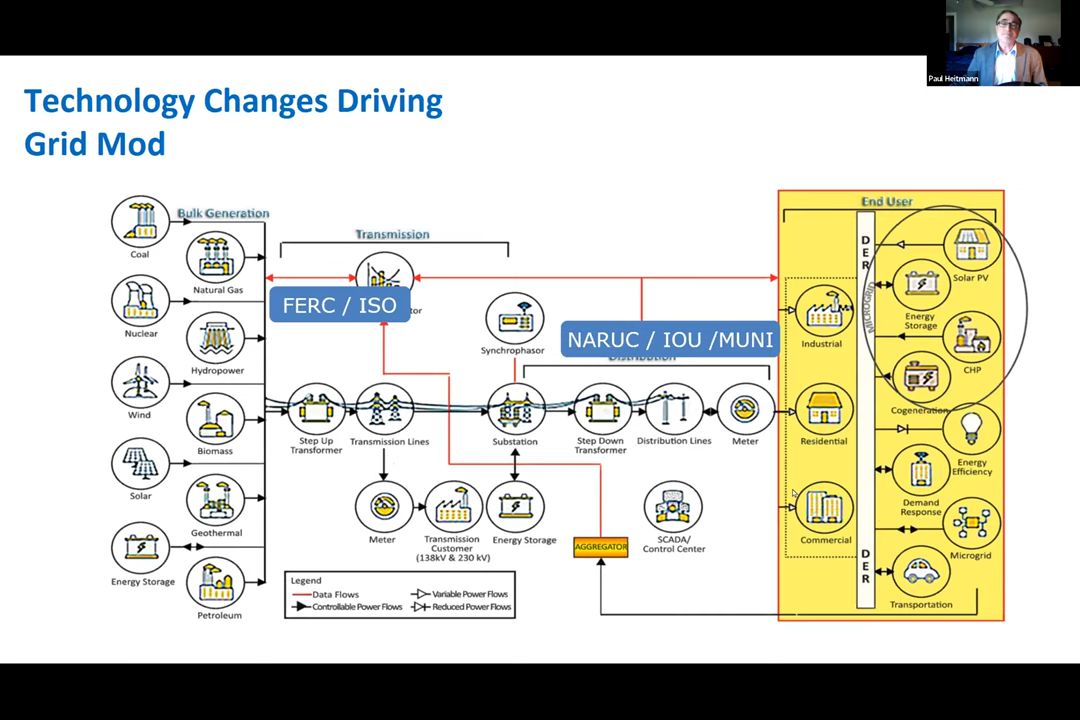 Paul Heitmann
Technology Changes Driving
Grid Mod
Bulk Generation
Transmission
End User
Coal
Natural Gas
Nuclear
Hydropower
Wind
Biomass
Solar
Geothermal
Energy Storage
Petroleum
FERC / ISO
Synchrophasor
NARUC / IOU /MUNI
Distribution
Step Up
Transformer
Transmission Lines
Substation
Step Down
Transformer
Distribution Lines
Meter
Meter
Transmission
Customer
(138kV & 230 kV)
Energy Storage
SCADA/
Control Center
AGGREGATOR
Legend
Data Flows
Variable Power Flows
Controllable Power Flows
Reduced Power Flows
Industrial
Residential
Commercial
DER
DER
MICROGRID
Solar PV
Energy
Storage
CHP
Cogeneration
Energy
Efficiency
Demand
Response
Microgrid
Transportation